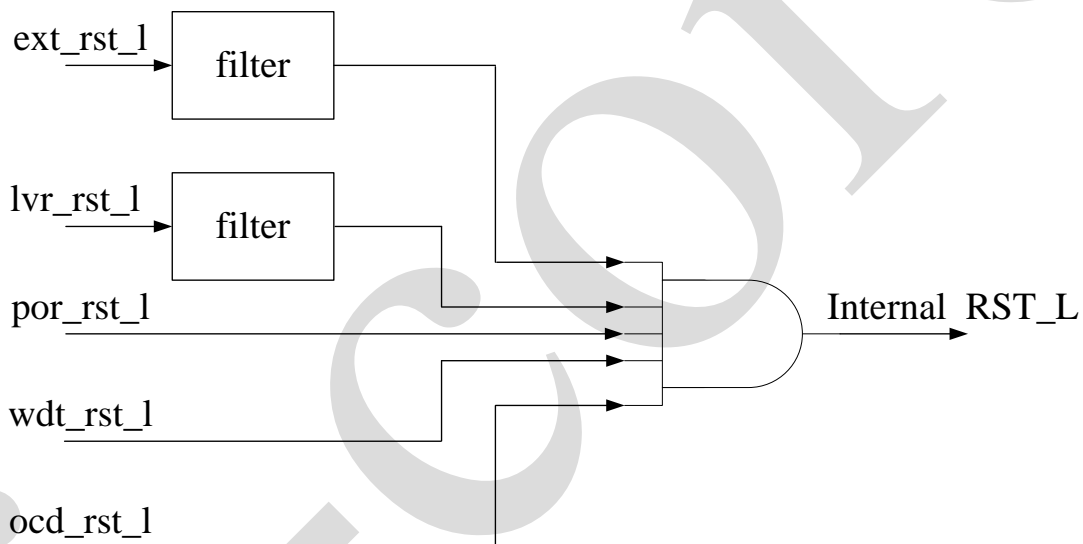 ext_rst_l
filter
lvr_rst_l
filter
por_rst_l
Internal RST_L
wdt_rst_l
ocd_rst_l